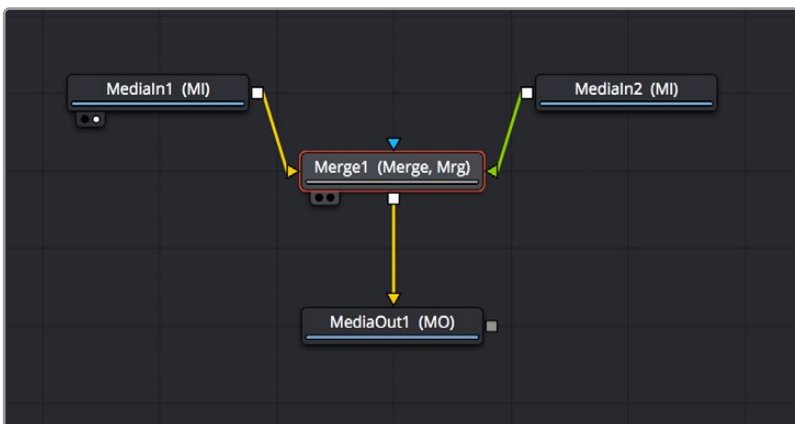 MediaIn1 (MI)
MediaIn2 (MI)
Merge1 (Merge, Mrg)
MediaOut1 (MO)